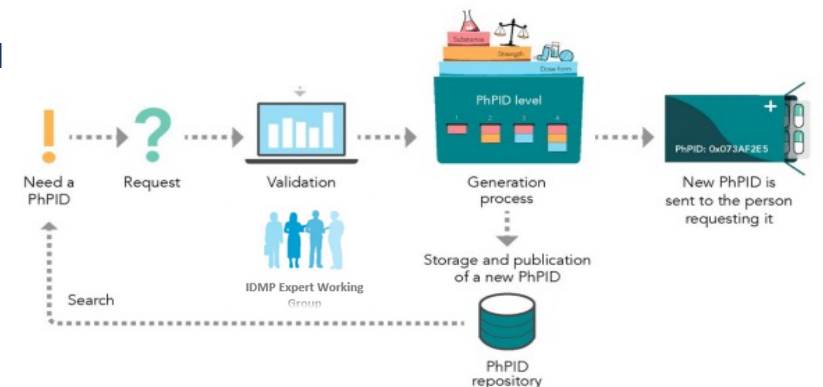 Substance
Strength
Dose form
PhPID level
1 2 3 4
PhPID: 0x073AF2E5
Need a
PhPID
Request
Validation
Generation
process
New PhPID is
sent to the person
requesting it
IDMP Expert Working
Group
Storage and publication
of a new PhPID
Search
PhPID
repository